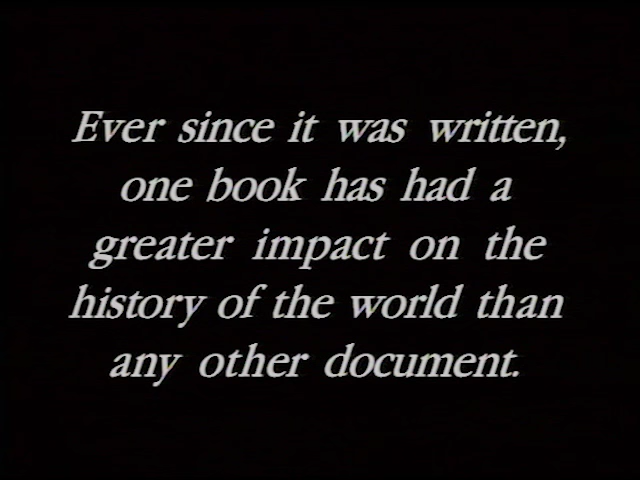 Ever since it was written,
one book has had a
greater impact on the
history of the world than
any other document.